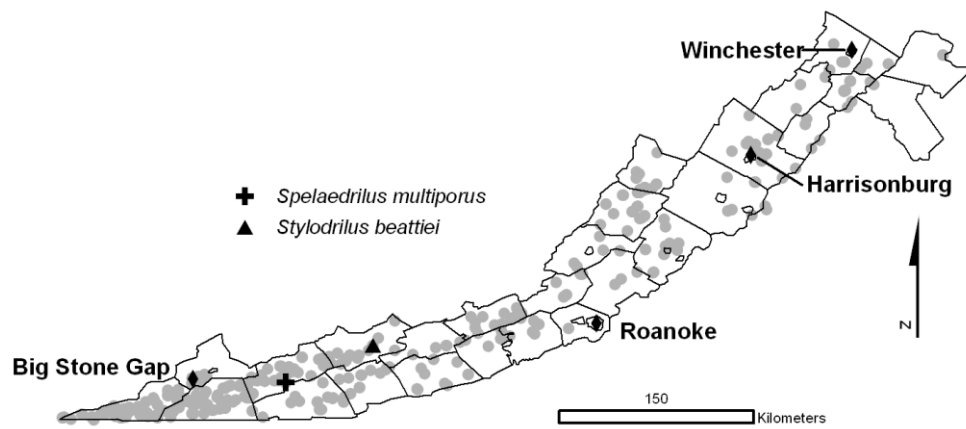 Winchester
Spelaedrilus multiporus
Stylodrilus beattiei
Harrisonburg
Big Stone Gap
Roanoke
N
150
Kilometers